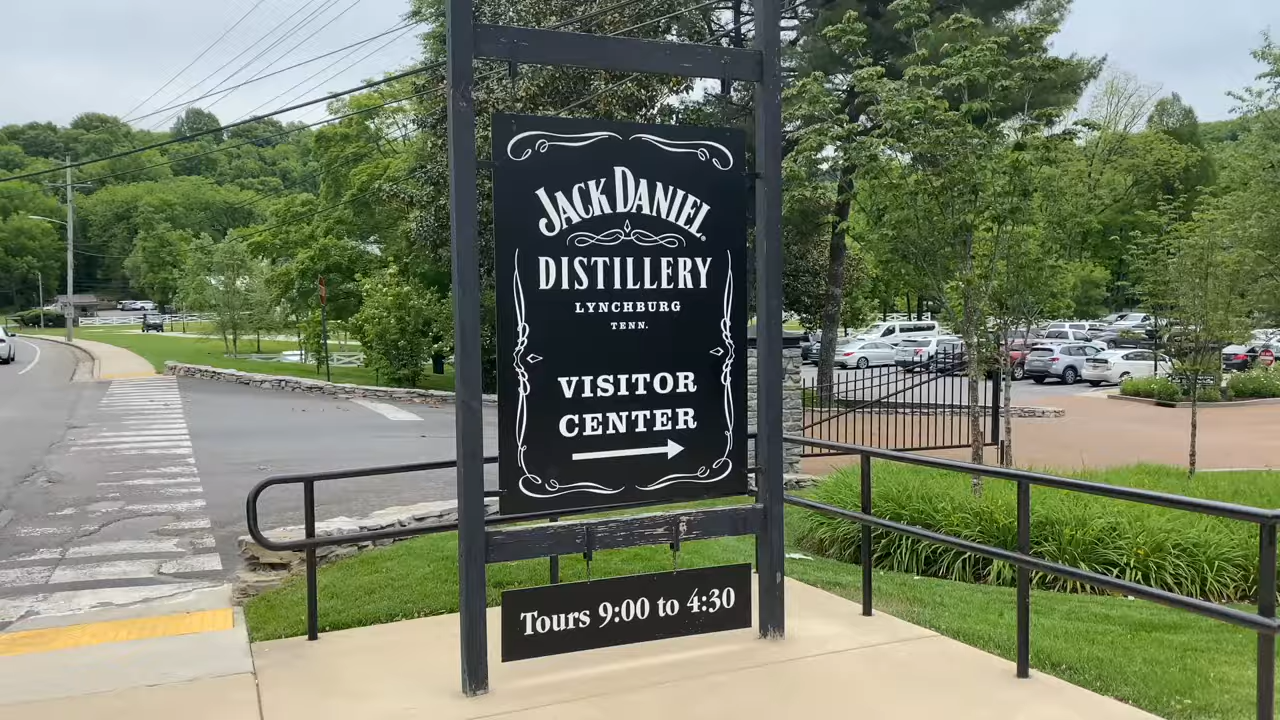 JACK DANIEL
DISTILLERY
LYNCHBURG
TENN.
VISITOR
CENTER
Tours 9:00 to 4:30